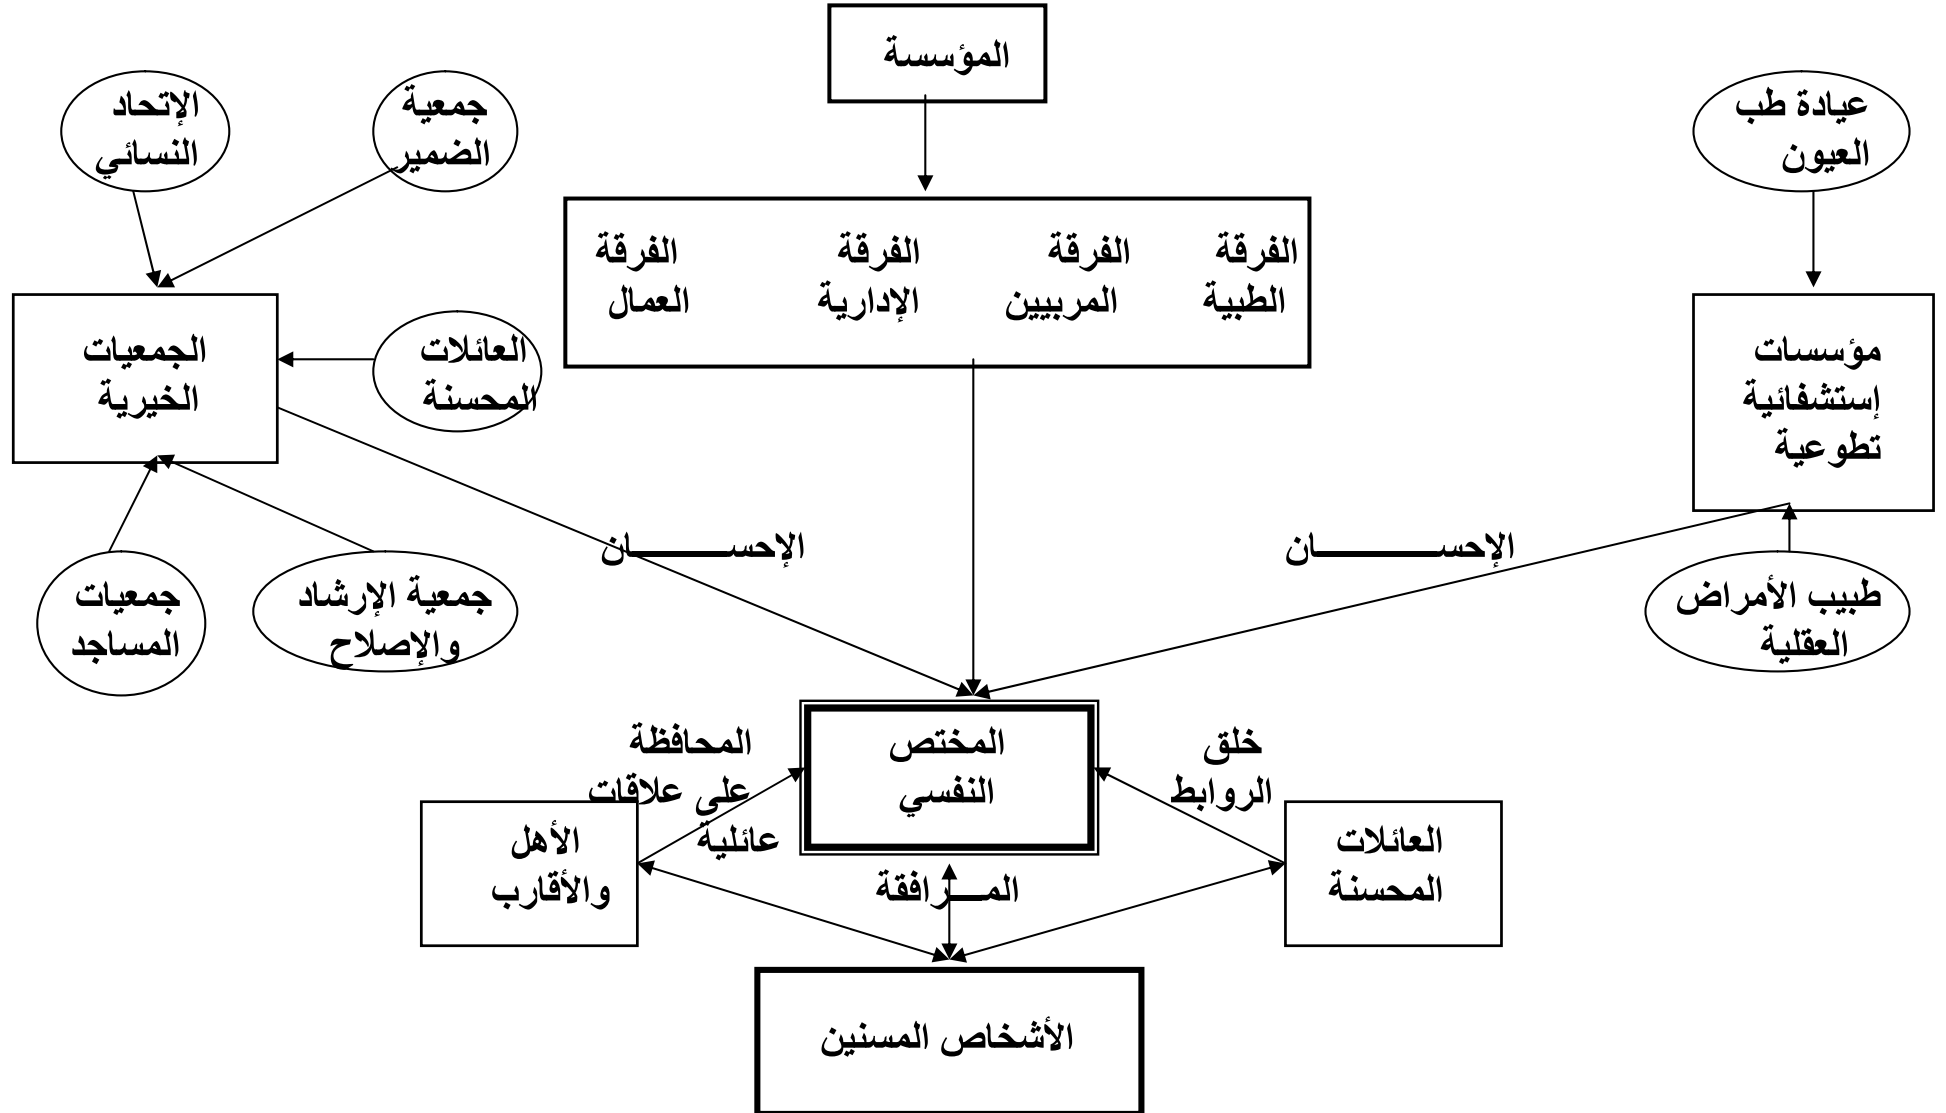 المؤسسة
عيادة طب
العيون
جمعية
الضمير
الإتحاد
النسائي
الفرقة
الطبية
الفرقة
المربيين
الفرقة
الإدارية
الفرقة
العمال
مؤسسات
إستشفائية
تطوعية
العائلات
المحسنة
الجمعيات
الخيرية
الإحســـــــــان
الإحســـــــــان
طبيب الأمراض
العقلية
جمعية الإرشاد
والإصلاح
جمعيات
المساجد
خلق
الروابط
المختص
النفسي
المحافظة
على علاقات
عائلية
العائلات
المحسنة
المـــرافقة
الأهل
والأقارب
الأشخاص المسنين